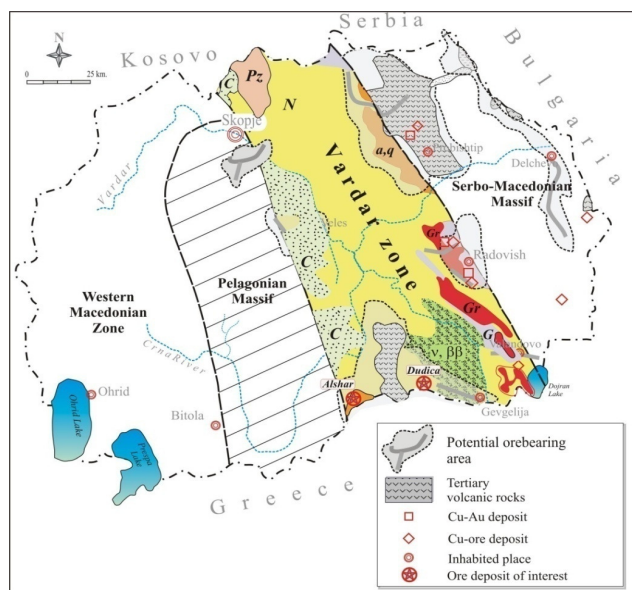 Serbia
Kosovo
Bulgaria
N
0
25 km.
C
Pz
N
Skopje
a,q
Delche
Vardar
Vardar zone
Serbo-Macedonian
Massif
Veles
Gr
Radovish
C
Pelagonian
Massif
Western
Macedonian
Zone
C
Gr
Crna River
ν, ββ
Alshar
Dudica
Dojran
Lake
Ohrid
Ohrid Lake
Bitola
Gevgelija
Prespa
Lake
Greece
Potential orebearing
area
Tertiary
volcanic rocks
Cu-Au deposit
Cu-ore deposit
Inhabited place
Ore deposit of interest